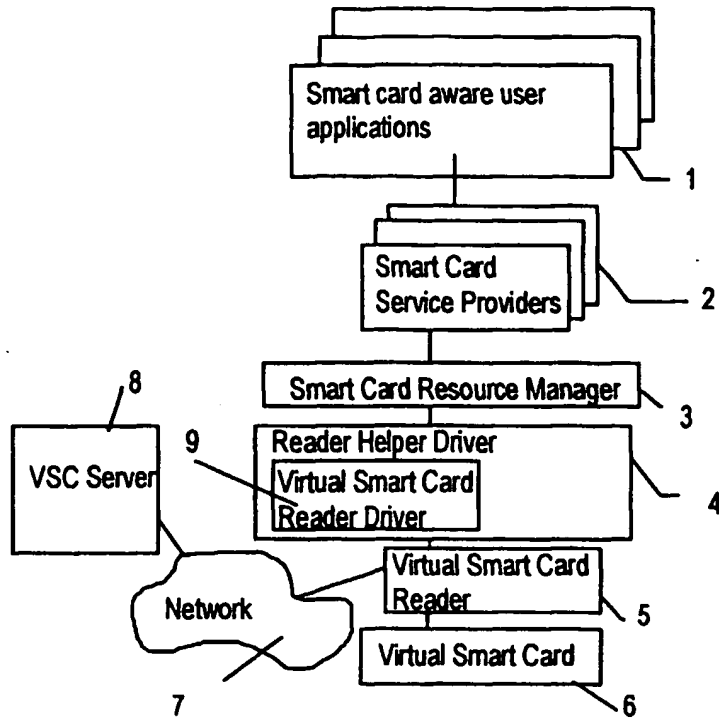 Smart card aware user
applications
1
Smart Card
Service Providers
2
8
Smart Card Resource Manager
3
9
Reader Helper Driver
VSC Server
Virtual Smart Card
Reader Driver
4
Virtual Smart Card
Reader
Network
5
Virtual Smart Card
7
6